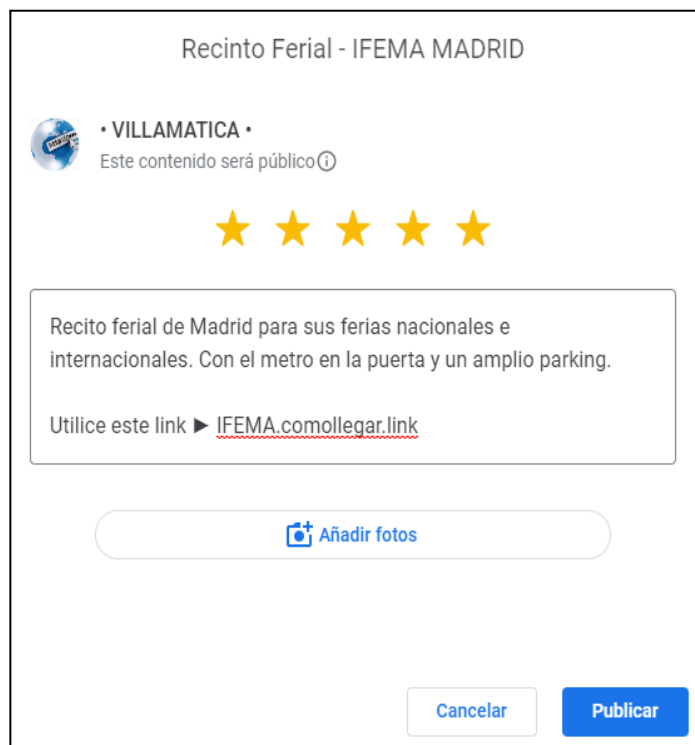 Recinto Ferial - IFEMA MADRID
• VILLAMATICA •
Este contenido será público
Recito ferial de Madrid para sus ferias nacionales e
internacionales. Con el metro en la puerta y un amplio parking.
Utilice este link ► IFEMA.comollegar.link
Añadir fotos
Cancelar
Publicar